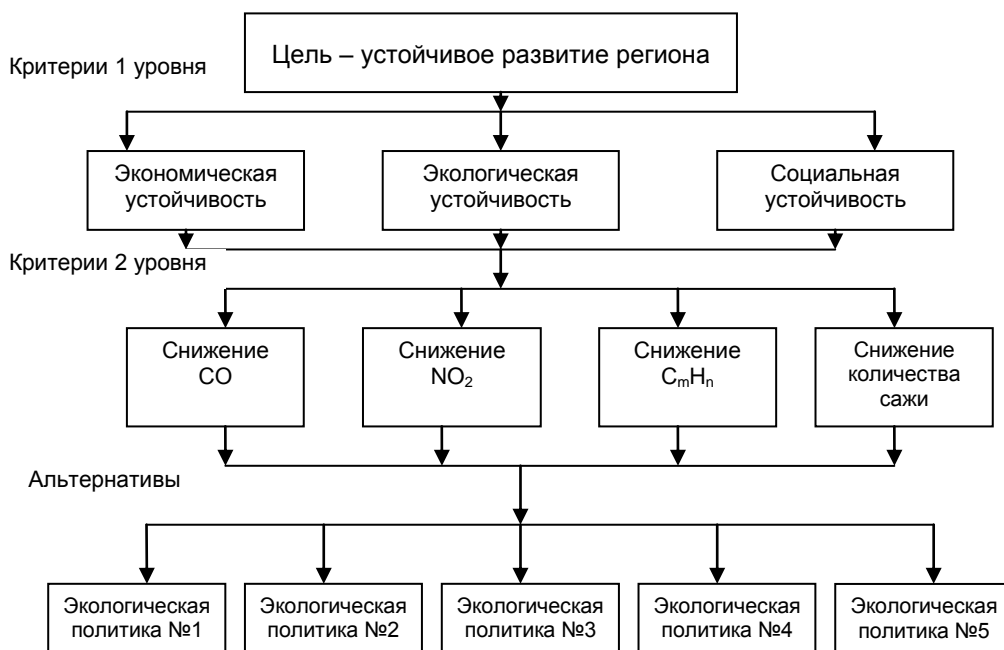 Цель – устойчивое развитие региона
Критерии 1 уровня
Экономическая
устойчивость
Экологическая
устойчивость
Социальная
устойчивость
Критерии 2 уровня
Снижение
CO
Снижение
NO₂
Снижение
CₘHₙ
Снижение
количества
сажи
Альтернативы
Экологическая
политика №1
Экологическая
политика №2
Экологическая
политика №3
Экологическая
политика №4
Экологическая
политика №5